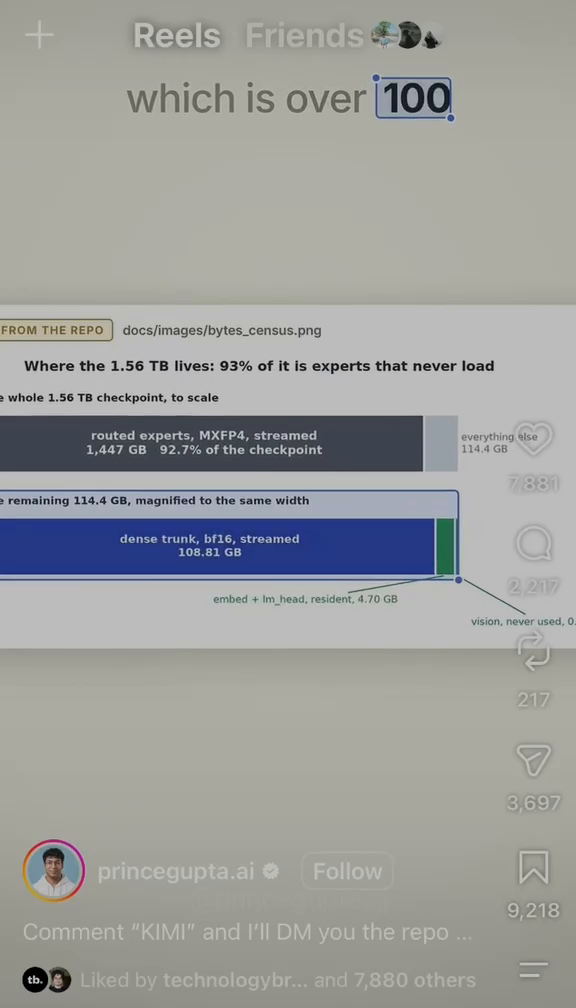 Reels Friends
which is over 100
FROM THE REPO docs/images/bytes_census.png
Where the 1.56 TB lives: 93% of it is experts that never load
e whole 1.56 TB checkpoint, to scale
routed experts, MXFP4, streamed
1,447 GB 92.7% of the checkpoint
everything else
114.4 GB
e remaining 114.4 GB, magnified to the same width
dense trunk, bf16, streamed
108.81 GB
embed + lm_head, resident, 4.70 GB
vision, never used, 0.
7,881
2,217
217
3,697
9,218
princegupta.ai Follow
Comment “KIMI” and I’ll DM you the repo ...
tb. Liked by technologybr... and 7,880 others